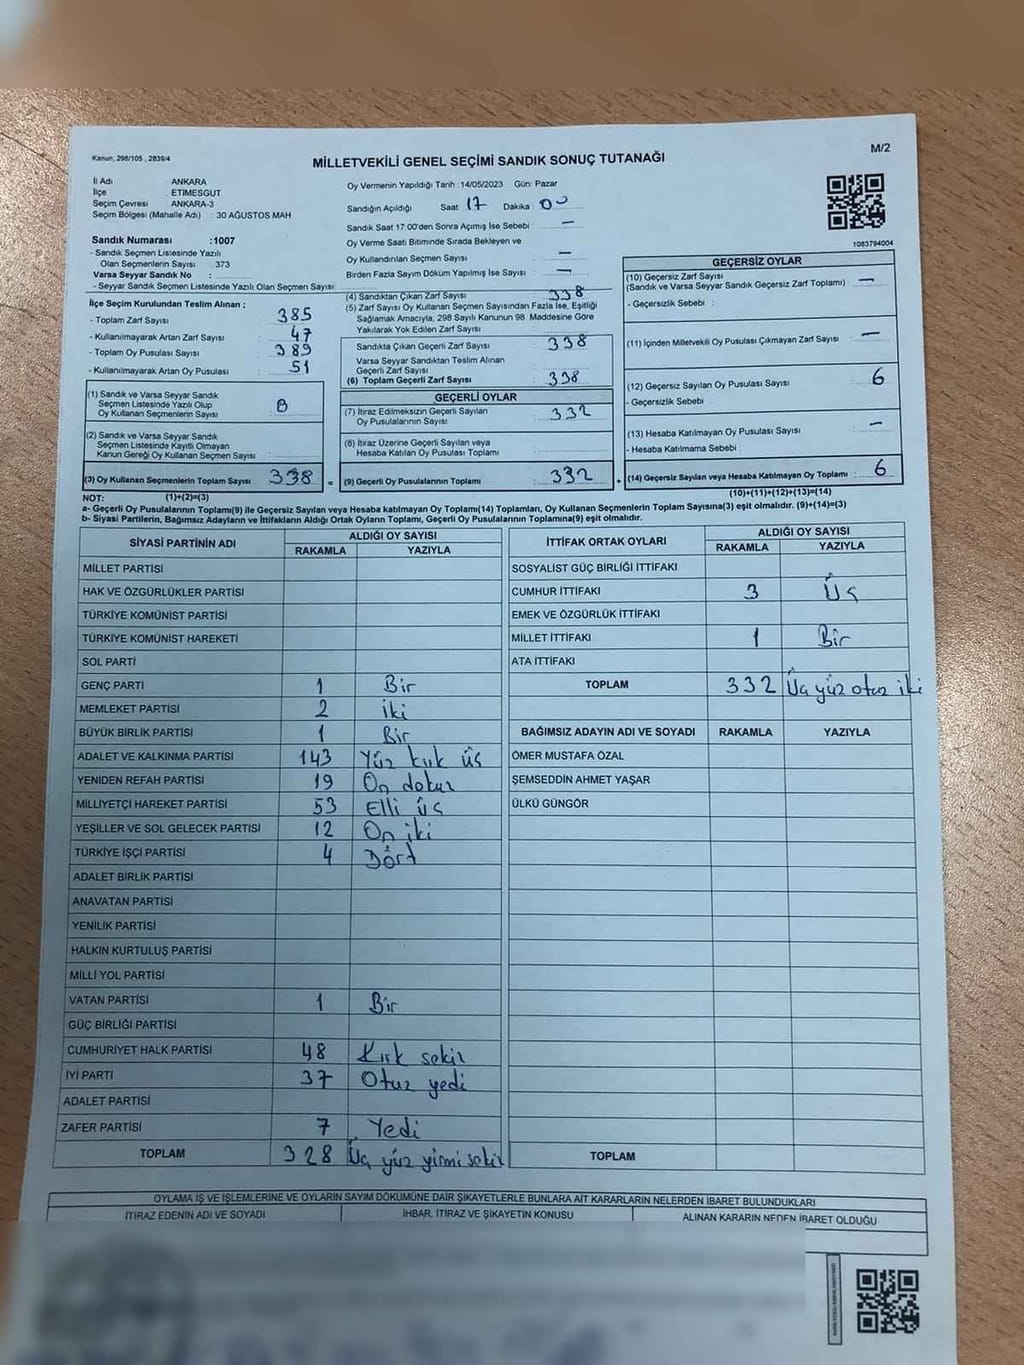 Kanun, 298/105 , 2839/4
MİLLETVEKİLİ GENEL SEÇİMİ SANDIK SONUÇ TUTANAĞI
M/2
İl Adı ANKARA
İlçe ETİMESGUT
Seçim Çevresi ANKARA-3
Seçim Bölgesi (Mahalle Adı) : 30 AĞUSTOS MAH
Sandık Numarası :1007
- Sandık Seçmen Listesinde Yazılı
Olan Seçmenlerin Sayısı : 373
Varsa Seyyar Sandık No :
- Seyyar Sandık Seçmen Listesinde Yazılı Olan Seçmen Sayısı:
Oy Vermenin Yapıldığı Tarih :14/05/2023 Gün: Pazar
Sandığın Açıldığı Saat 17 Dakika 00
Sandık Saat 17.00'den Sonra Açımış İse Sebebi : —
Oy Verme Saati Bitiminde Sırada Bekleyen ve
Oy Kullandırılan Seçmen Sayısı —
Birden Fazla Sayım Döküm Yapılmış İse Sayısı : —
1083794004
İlçe Seçim Kurulundan Teslim Alınan ;
- Toplam Zarf Sayısı : 385
- Kullanılmayarak Artan Zarf Sayısı : 47
- Toplam Oy Pusulası Sayısı : 389
- Kullanılmayarak Artan Oy Pusulası : 51
(1) Sandık ve Varsa Seyyar Sandık
Seçmen Listesinde Yazılı Olup
Oy Kullanan Seçmenlerin Sayısı :
(2) Sandık ve Varsa Seyyar Sandık
Seçmen Listesinde Kayıtlı Olmayan
Kanun Gereği Oy Kullanan Seçmen Sayısı :
(3) Oy Kullanan Seçmenlerin Toplam Sayısı 338 =
(4) Sandıktan Çıkan Zarf Sayısı 338
(5) Zarf Sayısı Oy Kullanan Seçmen Sayısından Fazla İse, Eşitliği
Sağlamak Amacıyla, 298 Sayılı Kanunun 98. Maddesine Göre
Yakılarak Yok Edilen Zarf Sayısı :
Sandıkta Çıkan Geçerli Zarf Sayısı : 338
Varsa Seyyar Sandıktan Teslim Alınan
Geçerli Zarf Sayısı :
(6) Toplam Geçerli Zarf Sayısı : 338
GEÇERLİ OYLAR
(7) İtiraz Edilmeksizin Geçerli Sayılan
Oy Pusulalarının Sayısı : 332
(8) İtiraz Üzerine Geçerli Sayılan veya
Hesaba Katılan Oy Pusulası Toplamı :
(9) Geçerli Oy Pusulalarının Toplamı : 332 +
GEÇERSİZ OYLAR
(10) Geçersiz Zarf Sayısı : —
(Sandık ve Varsa Seyyar Sandık Geçersiz Zarf Toplamı)
- Geçersizlik Sebebi :
(11) İçinden Milletvekili Oy Pusulası Çıkmayan Zarf Sayısı : —
(12) Geçersiz Sayılan Oy Pusulası Sayısı : 6
- Geçersizlik Sebebi
(13) Hesaba Katılmayan Oy Pusulası Sayısı : —
- Hesaba Katılmama Sebebi :
(14) Geçersiz Sayılan veya Hesaba Katılmayan Oy Toplamı : 6
NOT: (1)+(2)=(3)
(10)+(11)+(12)+(13)=(14)
a- Geçerli Oy Pusulalarının Toplamı(9) ile Geçersiz Sayılan veya Hesaba Katılmayan Oy Toplamı(14) Toplamları, Oy Kullanan Seçmenlerin Toplam Sayısına(3) eşit olmalıdır. (9)+(14)=(3)
b- Siyasi Partilerin, Bağımsız Adayların ve İttifakların Aldığı Ortak Oyların Toplamı, Geçerli Oy Pusulalarının Toplamına(9) eşit olmalıdır.
SİYASİ PARTİNİN ADI ALDIĞI OY SAYISI
RAKAMLA YAZIYLA
MİLLET PARTİSİ
HAK VE ÖZGÜRLÜKLER PARTİSİ
TÜRKİYE KOMÜNİST PARTİSİ
TÜRKİYE KOMÜNİST HAREKETİ
SOL PARTİ
GENÇ PARTİ 1 Bir
MEMLEKET PARTİSİ 2 iki
BÜYÜK BİRLİK PARTİSİ 1 Bir
ADALET VE KALKINMA PARTİSİ 143 Yüz kırk üç
YENİDEN REFAH PARTİSİ 19 On dokuz
MİLLİYETÇİ HAREKET PARTİSİ 53 Elli üç
YEŞİLLER VE SOL GELECEK PARTİSİ 12 On iki
TÜRKİYE İŞÇİ PARTİSİ 4 Dört
ADALET BİRLİK PARTİSİ
ANAVATAN PARTİSİ
YENİLİK PARTİSİ
HALKIN KURTULUŞ PARTİSİ
MİLLİ YOL PARTİSİ
VATAN PARTİSİ 1 Bir
GÜÇ BİRLİĞİ PARTİSİ
CUMHURİYET HALK PARTİSİ 48 Kırk sekiz
İYİ PARTİ 37 Otuz yedi
ADALET PARTİSİ
ZAFER PARTİSİ 7 Yedi
TOPLAM 328 Üç yüz yirmi sekiz
İTTİFAK ORTAK OYLARI ALDIĞI OY SAYISI
RAKAMLA YAZIYLA
SOSYALİST GÜÇ BİRLİĞİ İTTİFAKI
CUMHUR İTTİFAKI 3 Üç
EMEK VE ÖZGÜRLÜK İTTİFAKI
MİLLET İTTİFAKI 1 Bir
ATA İTTİFAKI
TOPLAM 332 Üç yüz otuz iki
BAĞIMSIZ ADAYIN ADI VE SOYADI RAKAMLA YAZIYLA
ÖMER MUSTAFA ÖZAL
ŞEMSEDDİN AHMET YAŞAR
ÜLKÜ GÜNGÖR
TOPLAM
OYLAMA İŞ VE İŞLEMLERİNE VE OYLARIN SAYIM DÖKÜMÜNE DAİR ŞİKAYETLERLE BUNLARA AİT KARARLARIN NELERDEN İBARET BULUNDUKLARI
İTİRAZ EDENİN ADI VE SOYADI İHBAR, İTİRAZ VE ŞİKAYETİN KONUSU ALINAN KARARIN NEDEN İBARET OLDUĞU